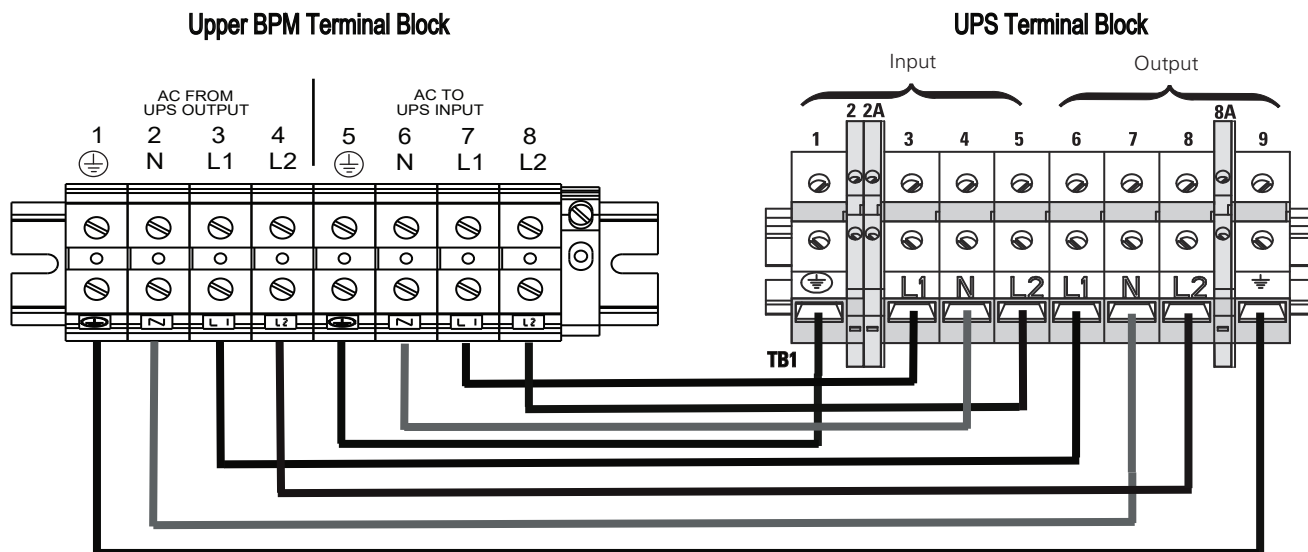 Upper BPM Terminal Block
UPS Terminal Block
Input
Output
AC FROM
UPS OUTPUT
AC TO
UPS INPUT
1 2 3 4 5 6 7 8
N L1 L2 N L1 L2
N L1 L2 N L1 L2
1 2 2A 3 4 5 6 7 8 8A 9
L1 N L2 L1 N L2
TB1